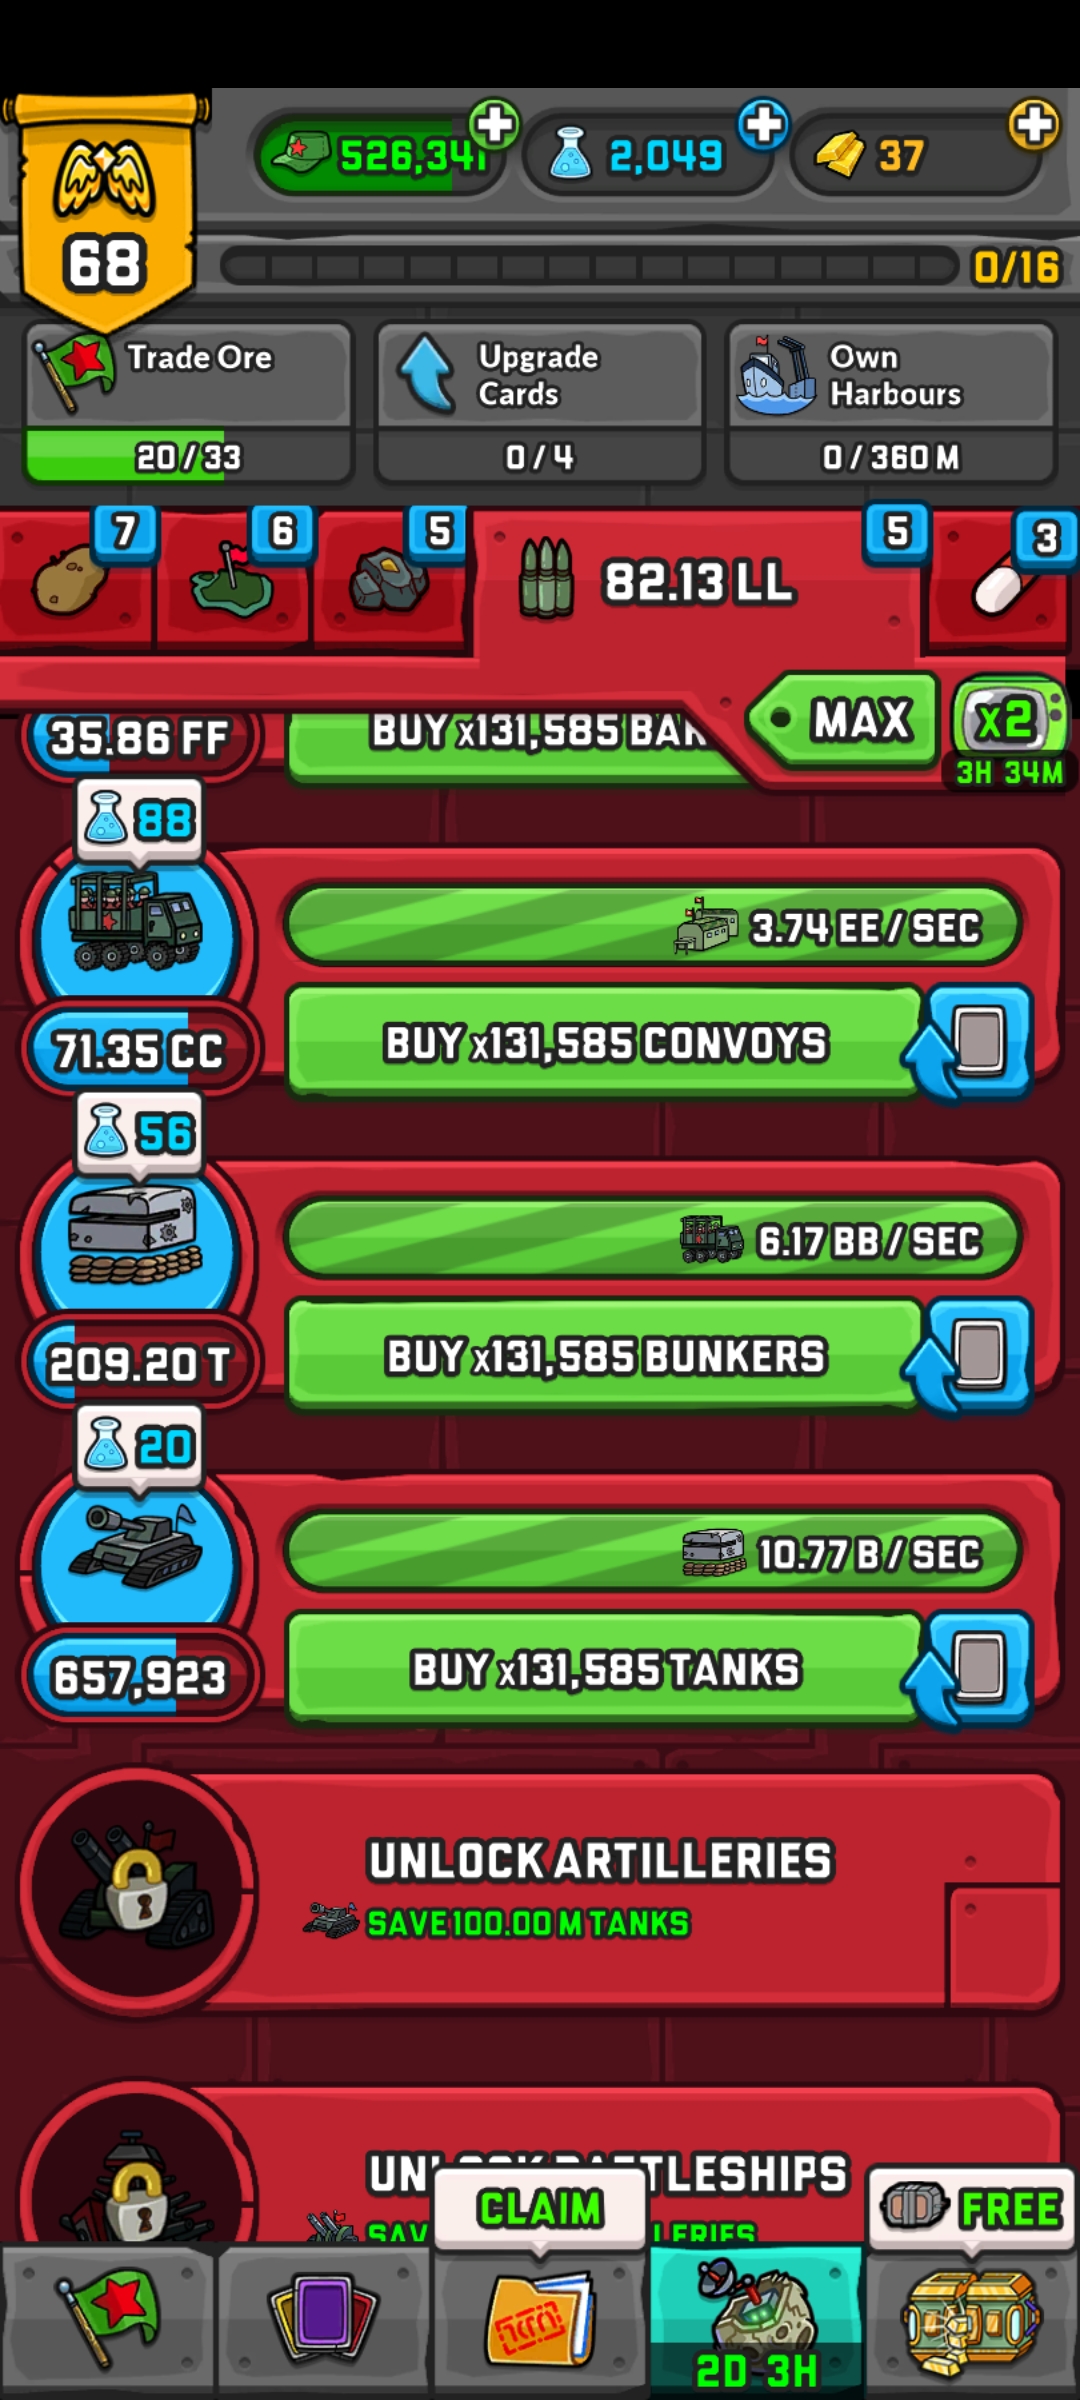 526,341
2,049
37
68
0/16
Trade Ore
20/33
Upgrade
Cards
0/4
Own
Harbours
0/360 M
7
6
5
82.13 LL
5
3
MAX
x2
3H 34M
35.86 FF
BUY x131,585 BAR
88
3.74 EE/SEC
71.35 CC
BUY x131,585 CONVOYS
56
6.17 BB/SEC
209.20 T
BUY x131,585 BUNKERS
20
10.77 B/SEC
657,923
BUY x131,585 TANKS
UNLOCK ARTILLERIES
SAVE 100.00 M TANKS
CLAIM
FREE
2D 3H